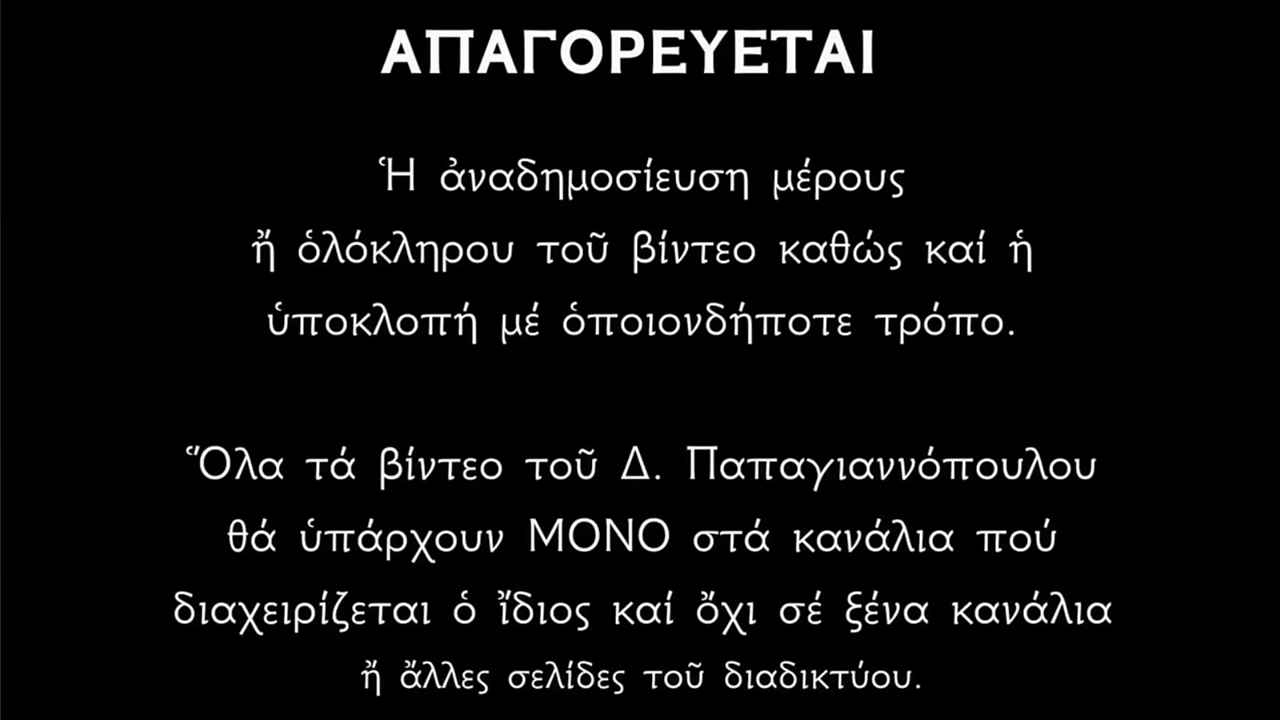 ΑΠΑΓΟΡΕΥΕΤΑΙ
Ἡ ἀναδημοσίευση μέρους
ἤ ὁλόκληρου τοῦ βίντεο καθώς καί ἡ
ὑποκλοπή μέ ὁποιονδήποτε τρόπο.
Ὅλα τά βίντεο τοῦ Δ. Παπαγιαννόπουλου
θά ὑπάρχουν ΜΟΝΟ στά κανάλια πού
διαχειρίζεται ὁ ἴδιος καί ὄχι σέ ξένα κανάλια
ἤ ἄλλες σελίδες τοῦ διαδικτύου.